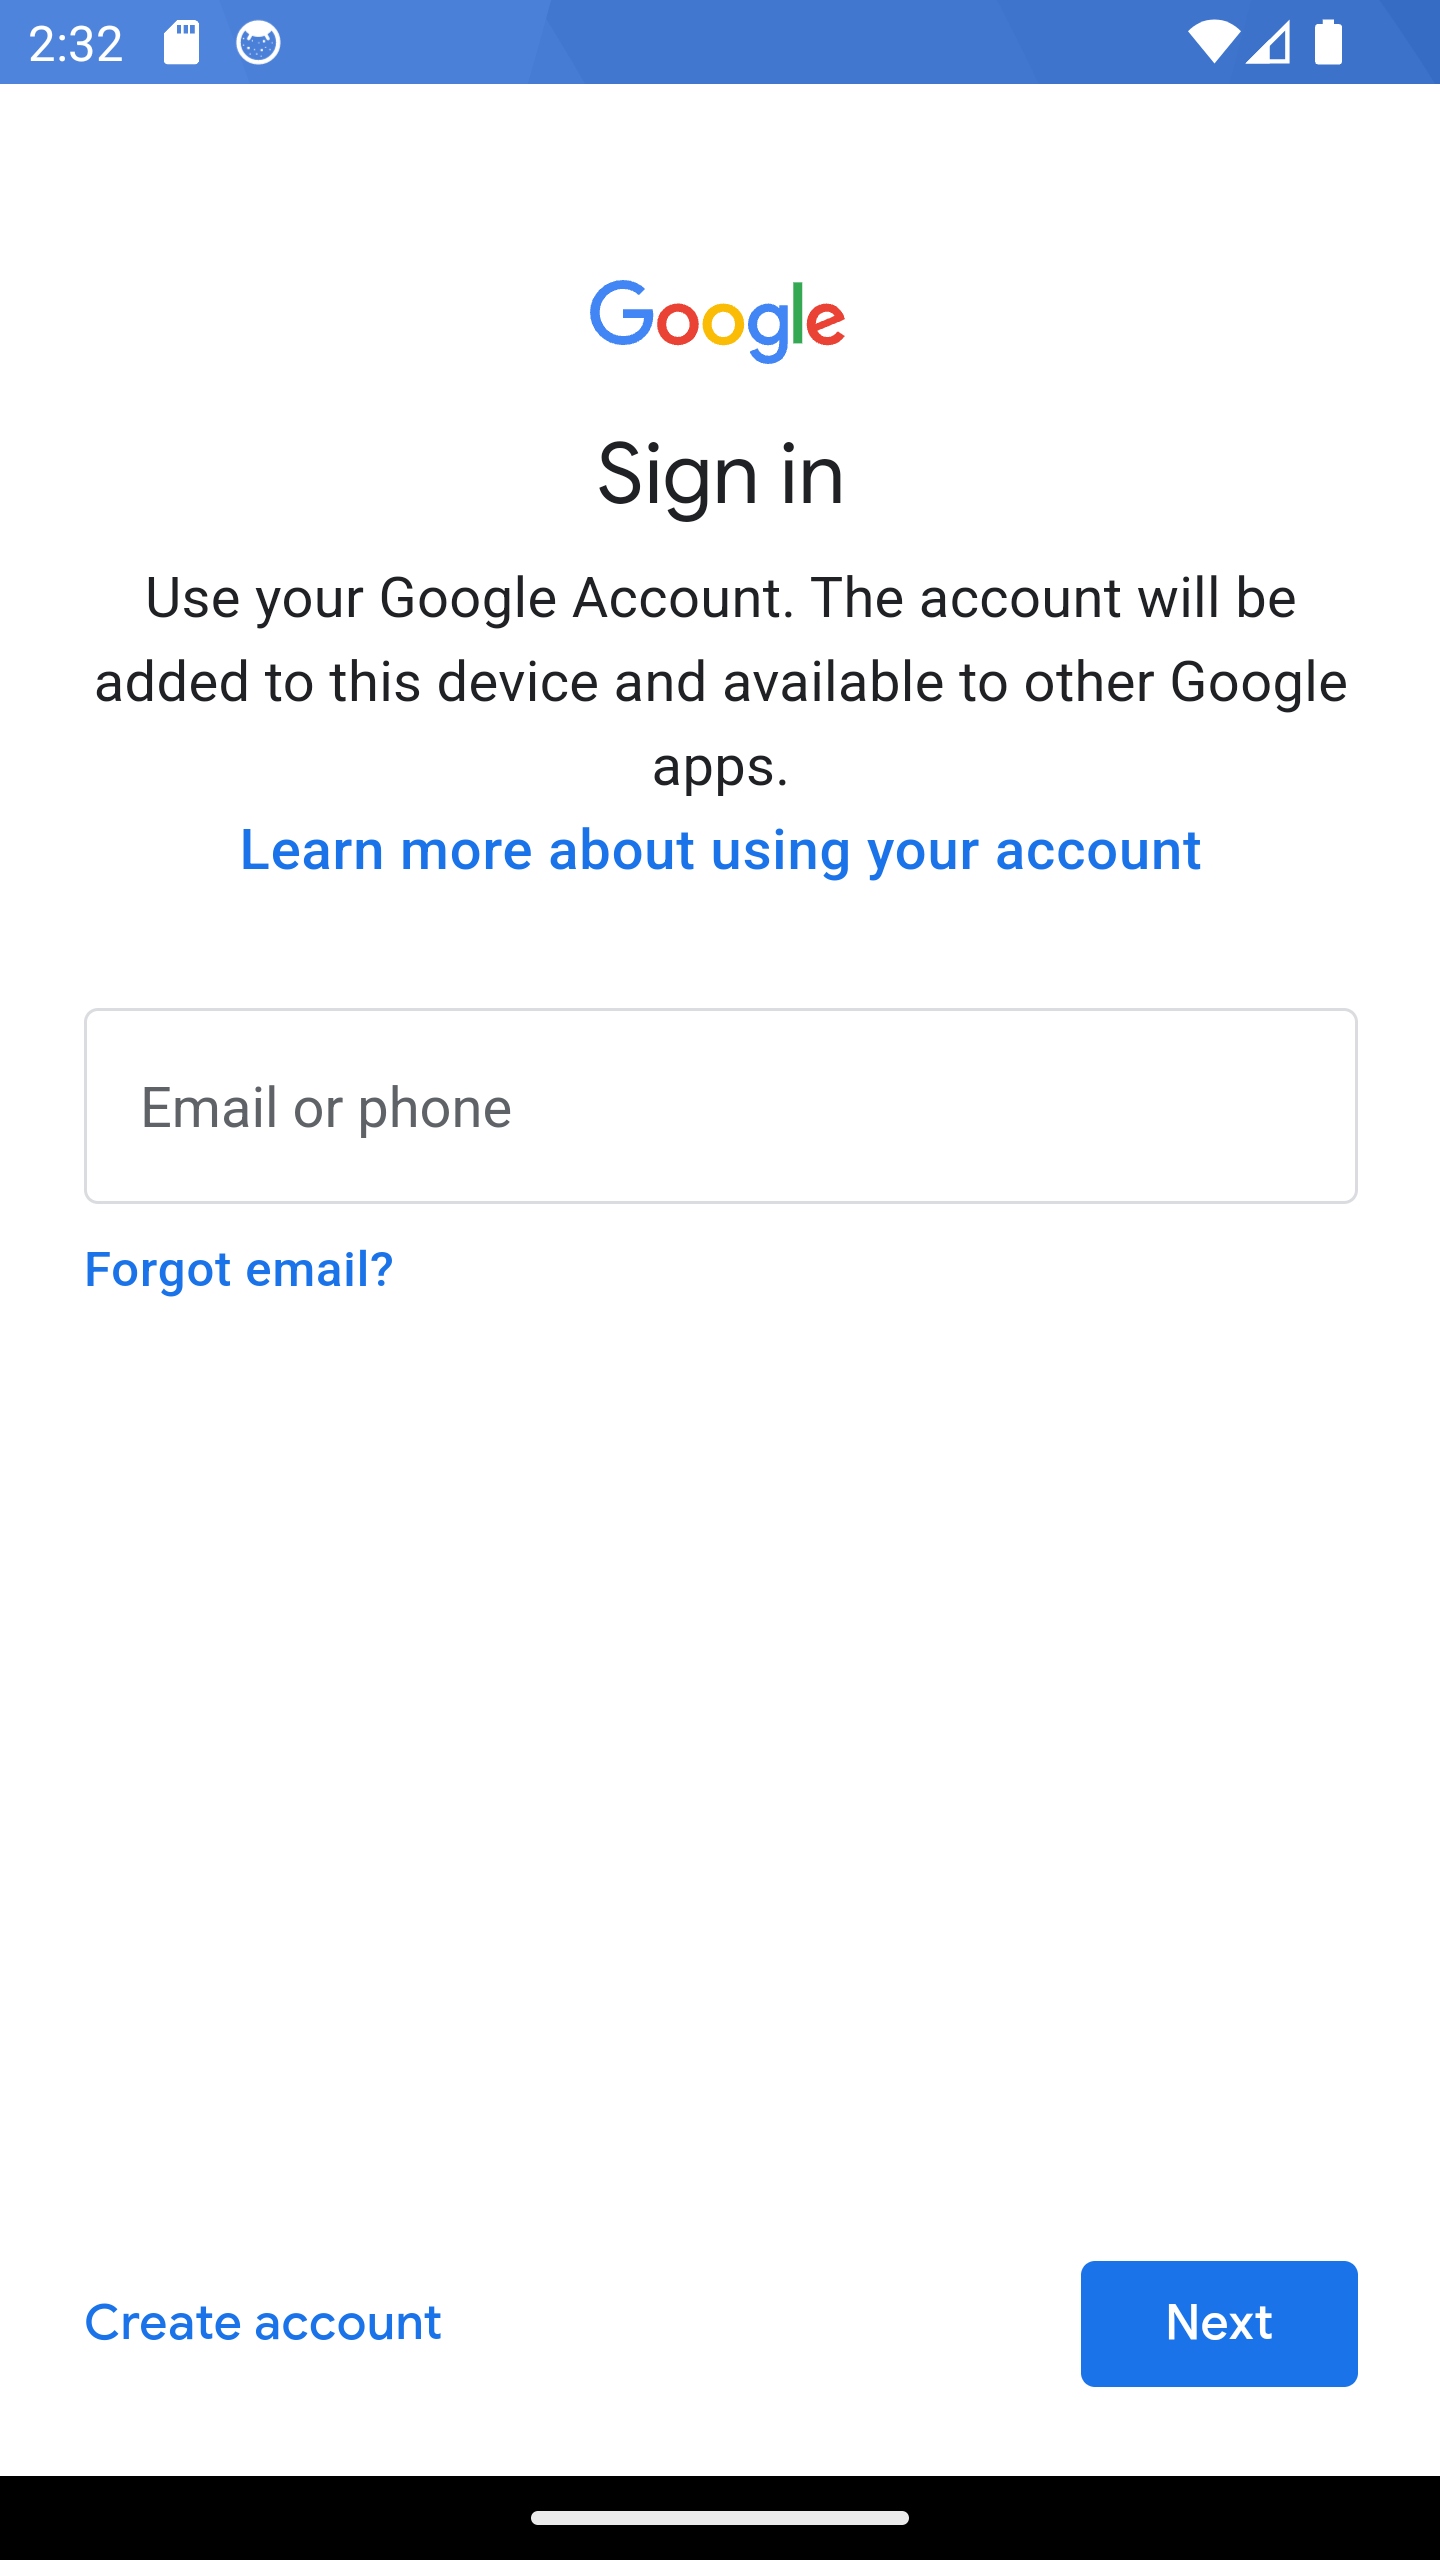 2:32
Google
Sign in
Use your Google Account. The account will be
added to this device and available to other Google
apps.
Learn more about using your account
Email or phone
Forgot email?
Create account
Next